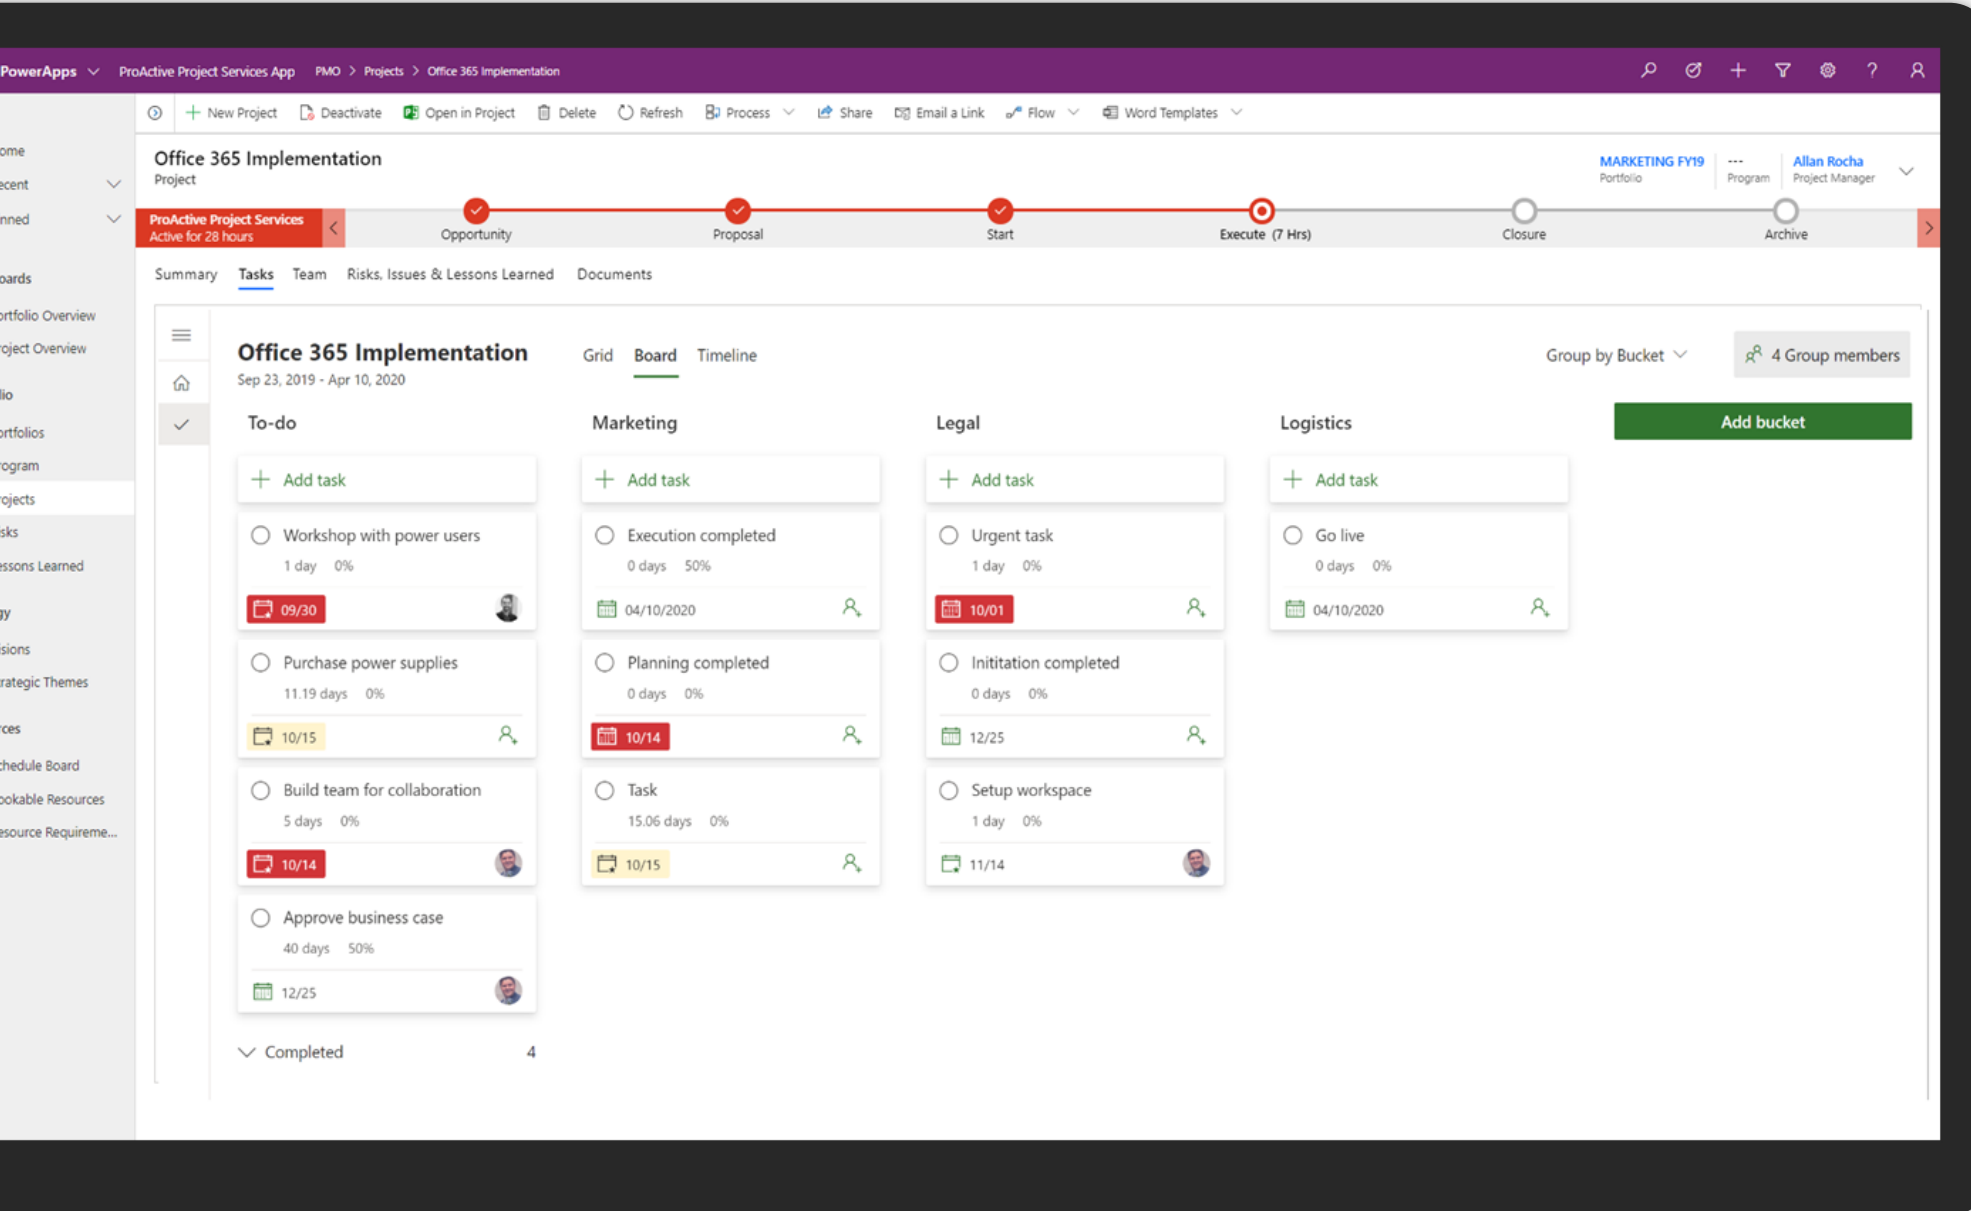 PowerApps ProActive Project Services App PMO > Projects > Office 365 Implementation
New Project Deactivate Open in Project Delete Refresh Process Share Email a Link Flow Word Templates
ome
ecent
nned
oards
ortfolio Overview
roject Overview
lio
ortfolios
rogram
rojects
isks
essons Learned
gy
isions
rategic Themes
rces
chedule Board
ookable Resources
esource Requireme...
Office 365 Implementation
Project
MARKETING FY19
Portfolio
---
Program
Allan Rocha
Project Manager
ProActive Project Services
Active for 28 hours
Opportunity
Proposal
Start
Execute (7 Hrs)
Closure
Archive
Summary Tasks Team Risks, Issues & Lessons Learned Documents
Office 365 Implementation
Sep 23, 2019 - Apr 10, 2020
Grid Board Timeline
Group by Bucket
4 Group members
To-do
Add task
Workshop with power users
1 day 0%
09/30
Purchase power supplies
11.19 days 0%
10/15
Build team for collaboration
5 days 0%
10/14
Approve business case
40 days 50%
12/25
Completed 4
Marketing
Add task
Execution completed
0 days 50%
04/10/2020
Planning completed
0 days 0%
10/14
Task
15.06 days 0%
10/15
Legal
Add task
Urgent task
1 day 0%
10/01
Inititation completed
0 days 0%
12/25
Setup workspace
1 day 0%
11/14
Logistics
Add task
Go live
0 days 0%
04/10/2020
Add bucket